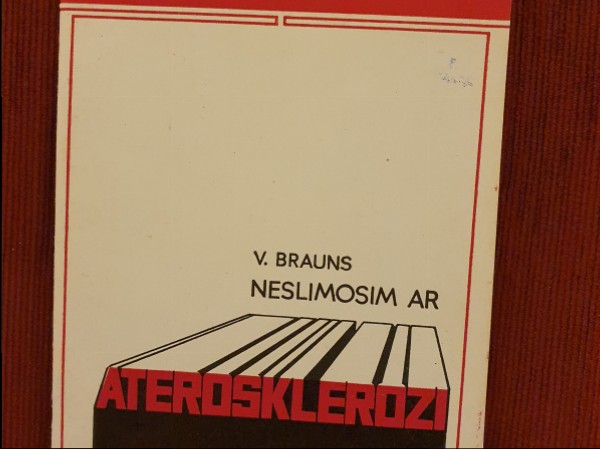 V. BRAUNS
NESLIMOSIM AR
ATEROSKLEROZI